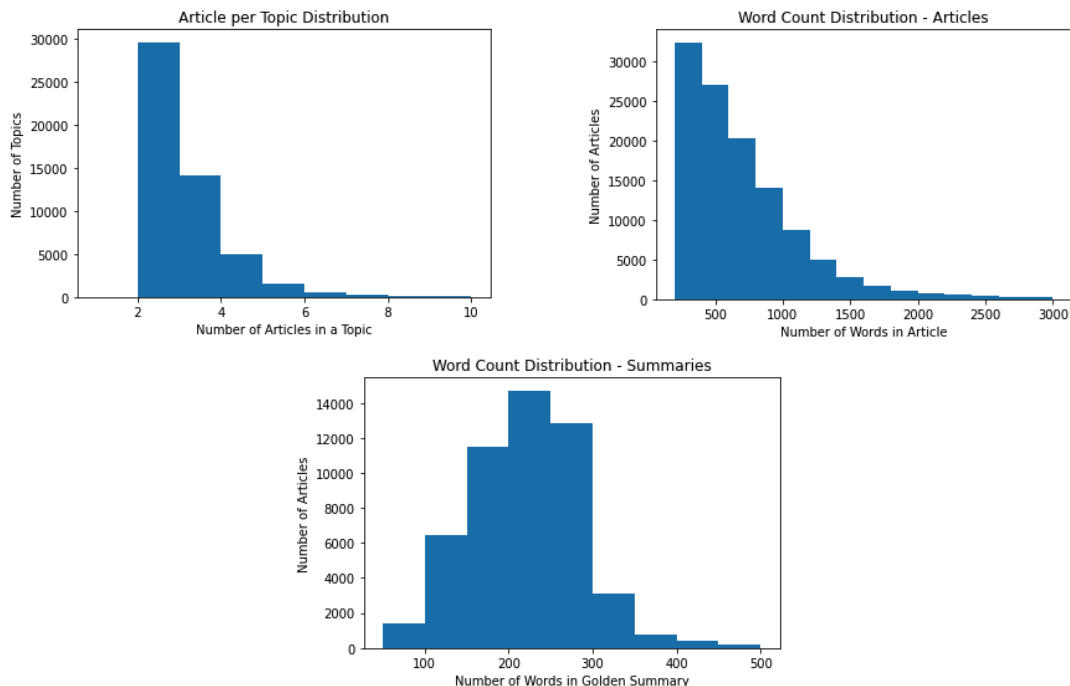 Article per Topic Distribution
Number of Topics
30000
25000
20000
15000
10000
5000
0
2 4 6 8 10
Number of Articles in a Topic
Word Count Distribution - Articles
Number of Articles
30000
25000
20000
15000
10000
5000
0
500 1000 1500 2000 2500 3000
Number of Words in Article
Word Count Distribution - Summaries
Number of Articles
14000
12000
10000
8000
6000
4000
2000
0
100 200 300 400 500
Number of Words in Golden Summary